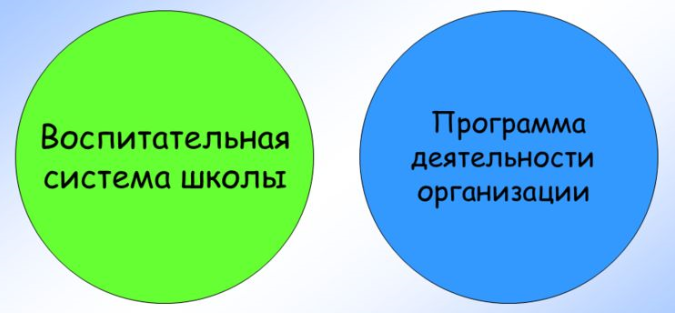 Воспитательная
система школы
Программа
деятельности
организации